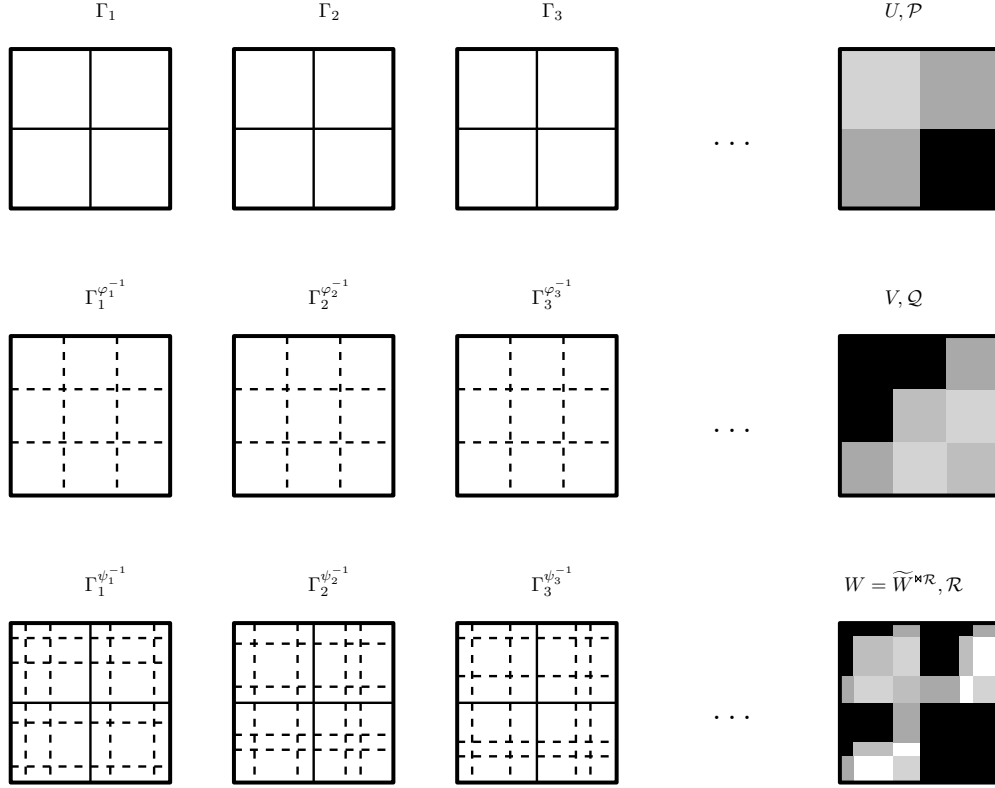 Γ₁ Γ₂ Γ₃ U, 𝒫
. . .
Γ₁^{φ₁^{-1}} Γ₂^{φ₂^{-1}} Γ₃^{φ₃^{-1}} V, 𝒬
. . .
Γ₁^{ψ₁^{-1}} Γ₂^{ψ₂^{-1}} Γ₃^{ψ₃^{-1}} W = W̃^{⋊ℛ}, ℛ
. . .